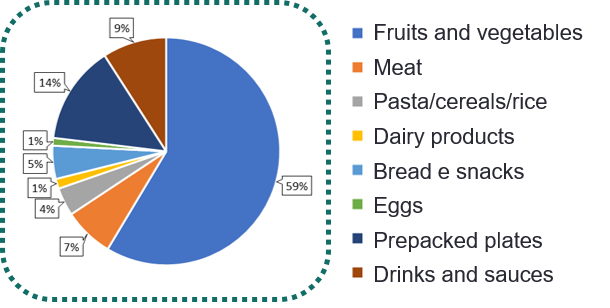 9%
14%
1%
5%
1%
4%
7%
59%
Fruits and vegetables
Meat
Pasta/cereals/rice
Dairy products
Bread e snacks
Eggs
Prepacked plates
Drinks and sauces